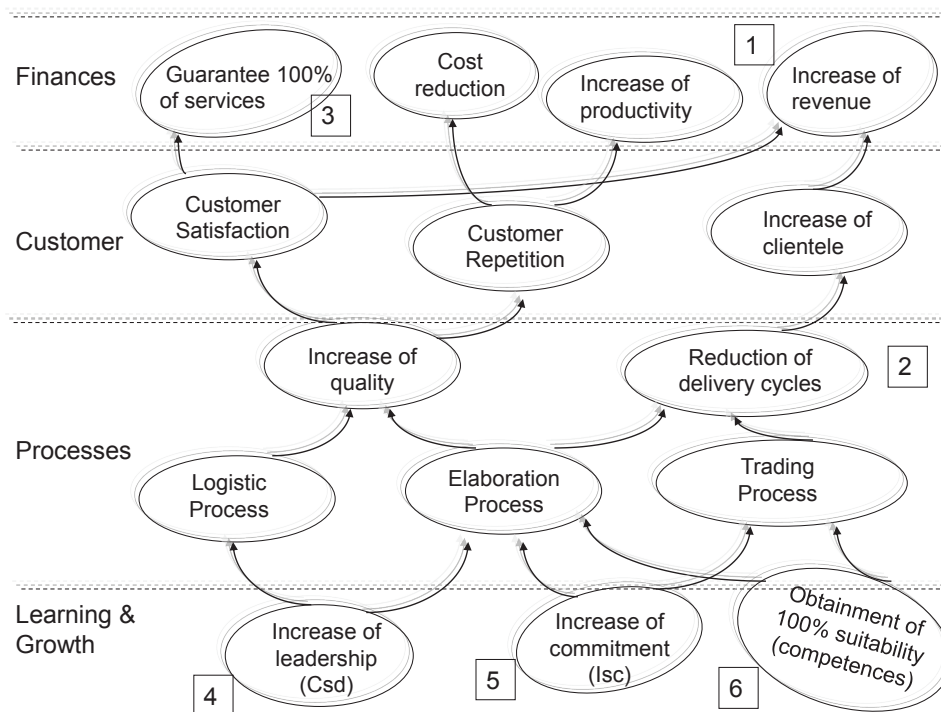 Finances
Guarantee 100%
of services
3
Cost
reduction
Increase of
productivity
1
Increase of
revenue
Customer
Customer
Satisfaction
Customer
Repetition
Increase of
clientele
Processes
Increase of
quality
Reduction of
delivery cycles
2
Logistic
Process
Elaboration
Process
Trading
Process
Learning &
Growth
Increase of
leadership
(Csd)
4
Increase of
commitment
(Isc)
5
Obtainment of
100% suitability
(competences)
6